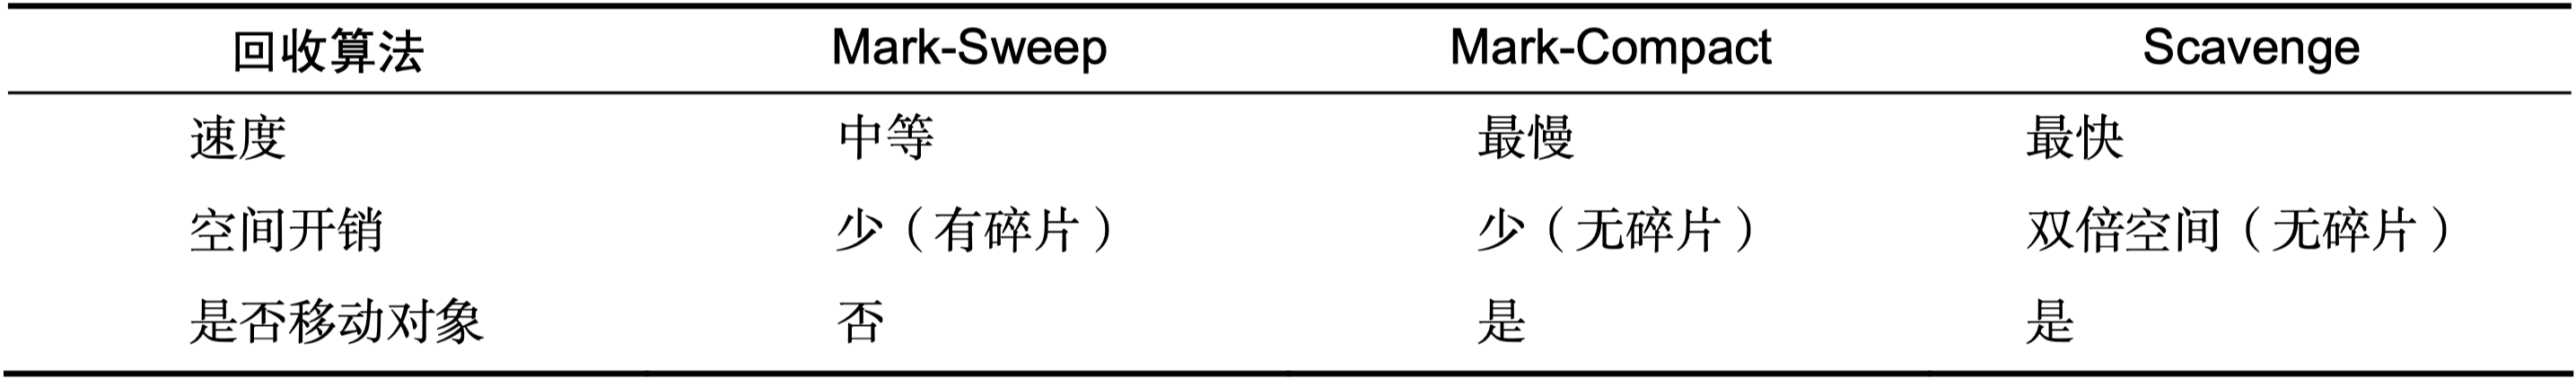 回收算法 Mark-Sweep Mark-Compact Scavenge
速度 中等 最慢 最快
空间开销 少（有碎片） 少（无碎片） 双倍空间（无碎片）
是否移动对象 否 是 是